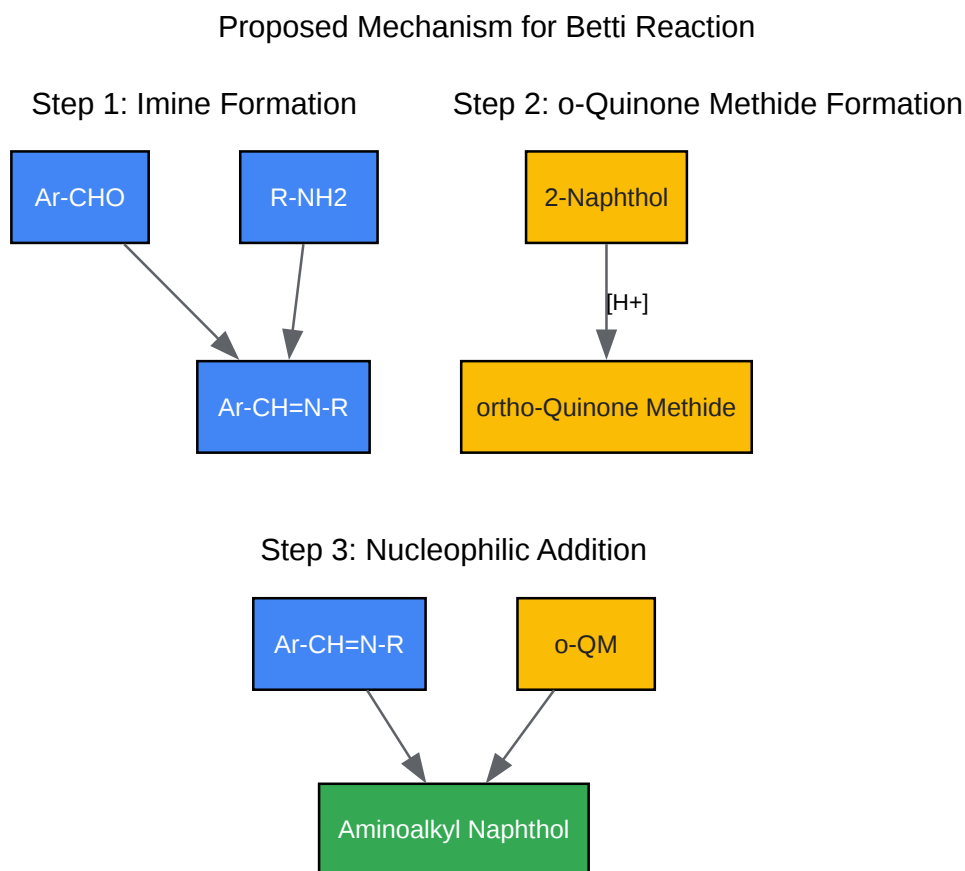 Proposed Mechanism for Betti Reaction
Step 1: Imine Formation
Step 2: o-Quinone Methide Formation
Ar-CHO
R-NH2
2-Naphthol
[H+]
Ar-CH=N-R
ortho-Quinone Methide
Step 3: Nucleophilic Addition
Ar-CH=N-R
o-QM
Aminoalkyl Naphthol